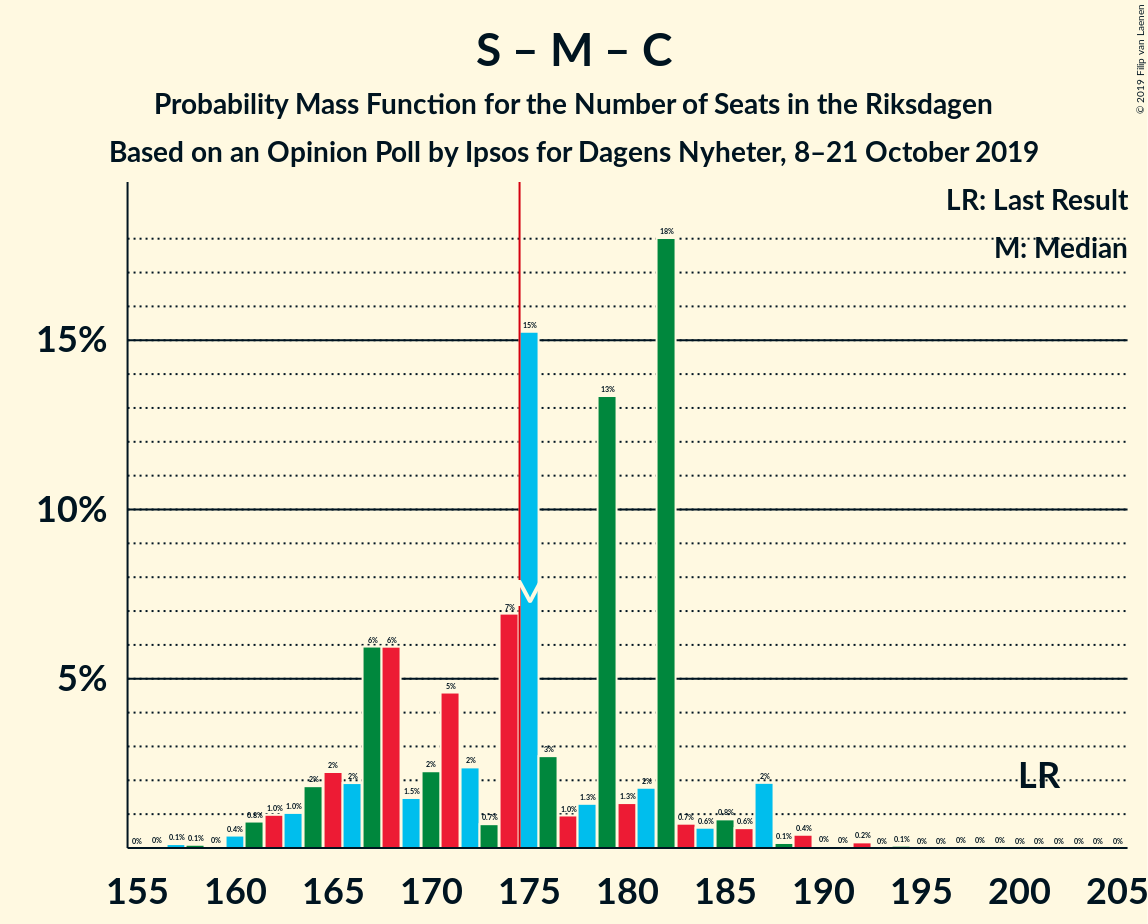 S – M – C
Probability Mass Function for the Number of Seats in the Riksdagen
Based on an Opinion Poll by Ipsos for Dagens Nyheter, 8–21 October 2019
© 2019 Filip van Laenen
LR: Last Result
M: Median
15%
10%
5%
0% 0% 0.1% 0.1% 0% 0.4% 0.8% 1.0% 1.0% 2% 2% 2% 6% 6% 1.5% 2% 5% 2% 0.7% 7% 15% 3% 1.0% 1.3% 13% 1.3% 2% 18% 0.7% 0.6% 0.8% 0.6% 2% 0.1% 0.4% 0% 0% 0.2% 0% 0.1% 0% 0% 0% 0% 0% 0% 0% 0% 0% 0% 0%
M
LR
155 160 165 170 175 180 185 190 195 200 205